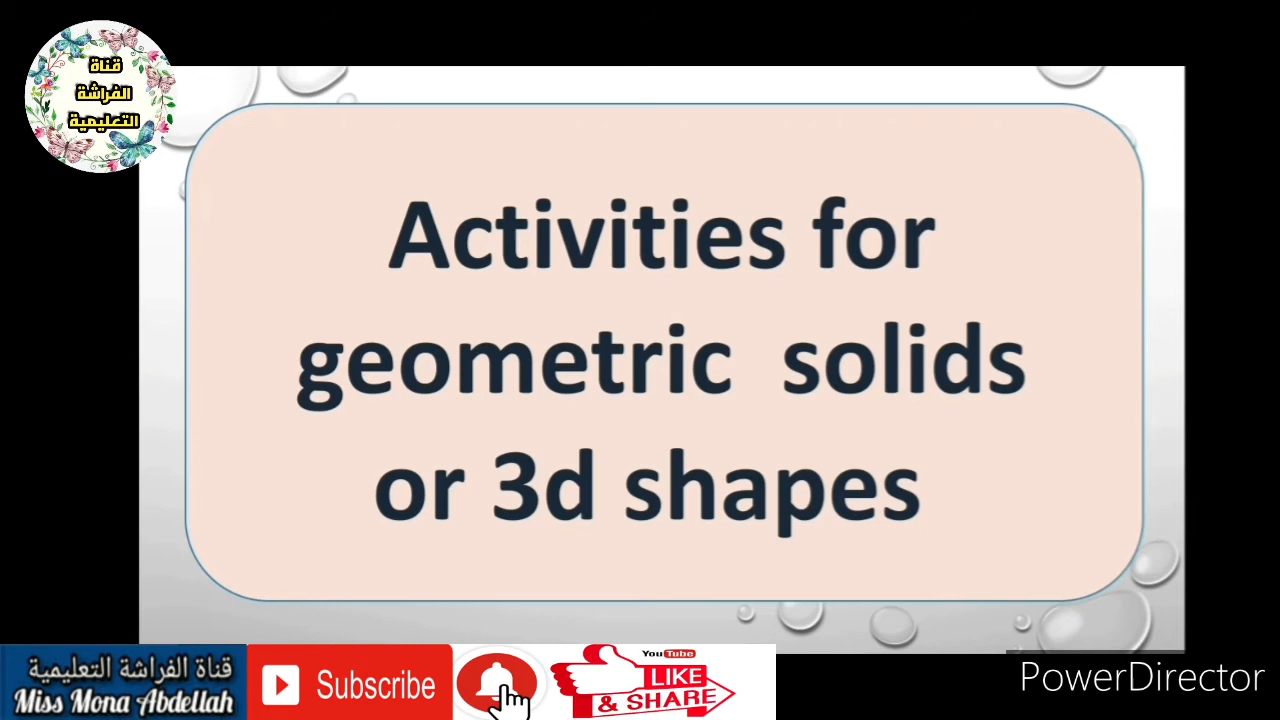 قناة
الفراشة
التعليمية
Activities for
geometric solids
or 3d shapes
قناة الفراشة التعليمية
Miss Mona Abdellah
Subscribe
YouTube
LIKE
& SHARE
PowerDirector